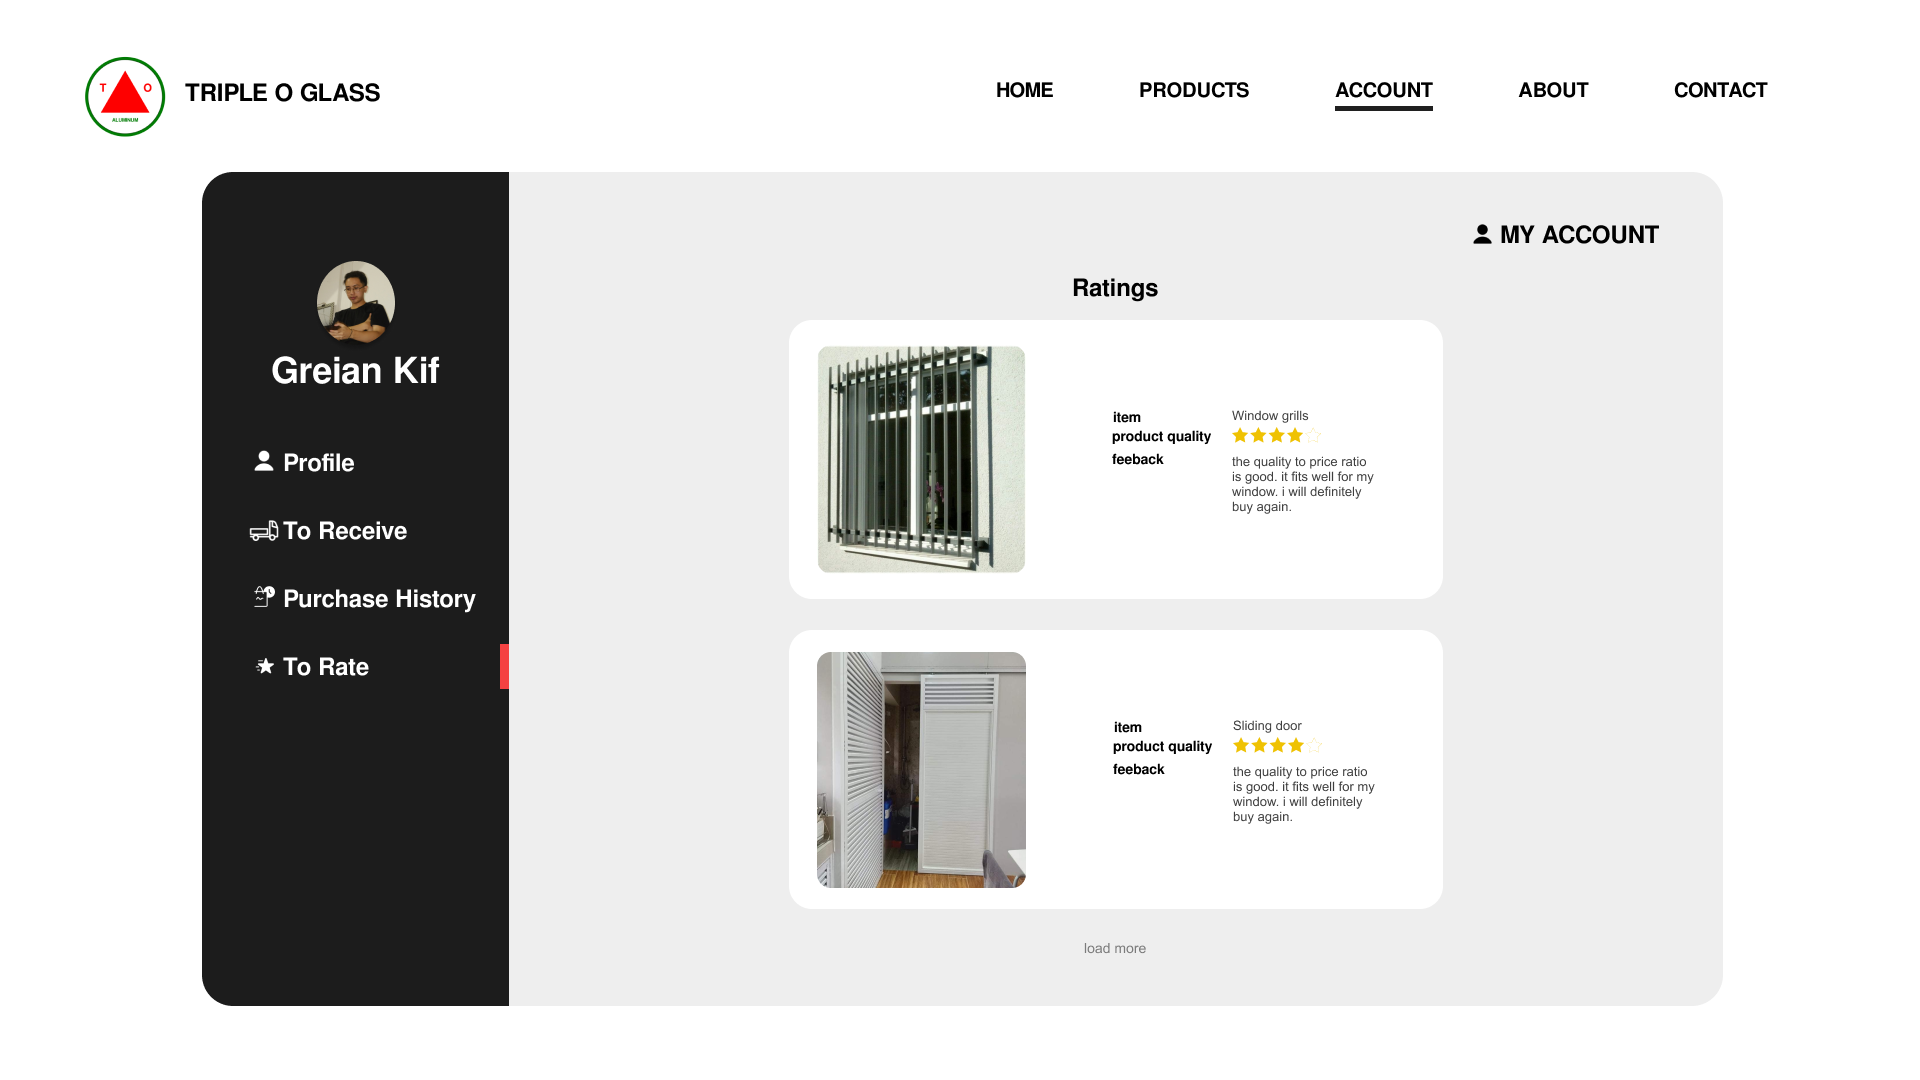 T O
ALUMINUM
TRIPLE O GLASS
HOME
PRODUCTS
ACCOUNT
ABOUT
CONTACT
Greian Kif
Profile
To Receive
Purchase History
To Rate
MY ACCOUNT
Ratings
item Window grills
product quality
feeback the quality to price ratio
is good. it fits well for my
window. i will definitely
buy again.
item Sliding door
product quality
feeback the quality to price ratio
is good. it fits well for my
window. i will definitely
buy again.
load more